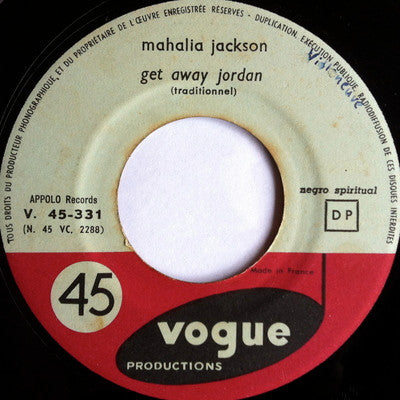 TOUS DROITS DU PRODUCTEUR PHONOGRAPHIQUE, ET DU PROPRIÉTAIRE DE L'ŒUVRE ENREGISTRÉE RÉSERVÉS - DUPLICATION, EXÉCUTION PUBLIQUE, RADIODIFFUSION DE CES DISQUES INTERDITES
mahalia jackson
get away jordan
(traditionnel)
APPOLO Records
V. 45-331
(N. 45 VC. 2288)
negro spiritual
DP
Made in France
45
vogue
PRODUCTIONS